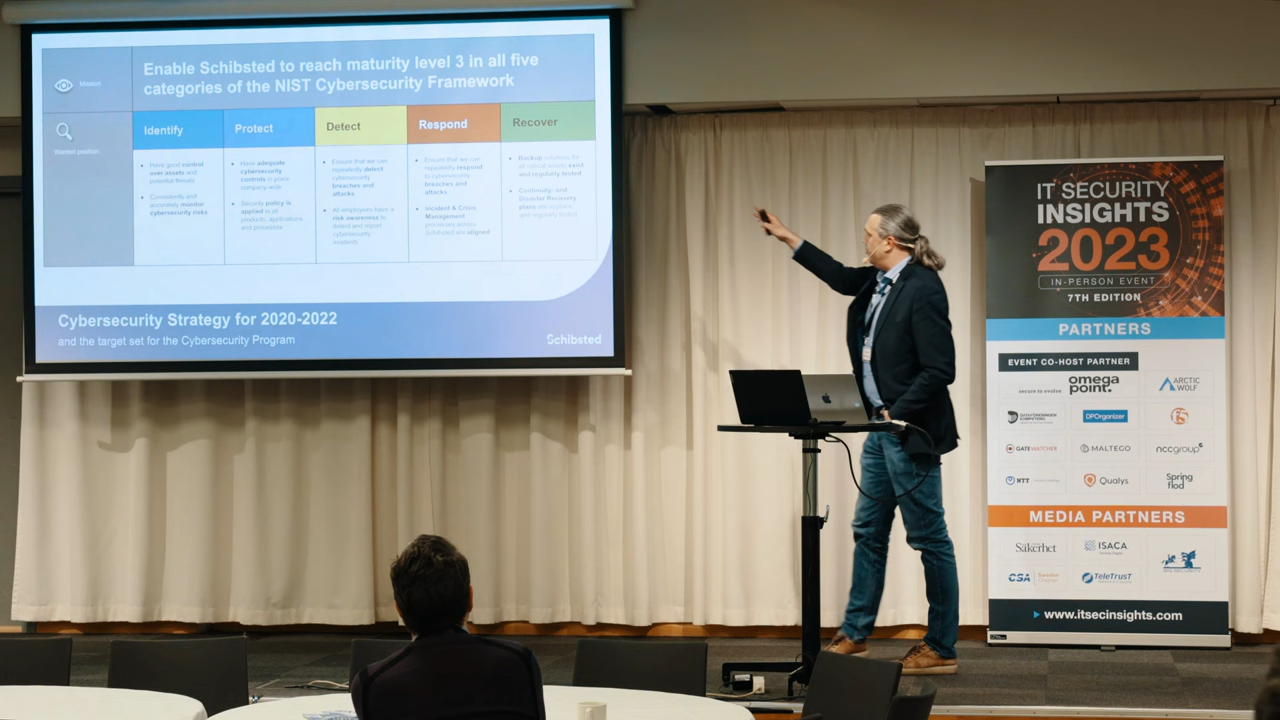 Mission
Enable Schibsted to reach maturity level 3 in all five
categories of the NIST Cybersecurity Framework
Wanted position
Identify
Have good control
over assets and
potential threats
Consistently and
accurately monitor
cybersecurity risks
Protect
Have adequate
cybersecurity
controls in place
company-wide
Security policy is
applied in all
products, applications
and processes
Detect
Ensure that we can
repeatedly detect
cybersecurity
breaches and
attacks
All employees have a
risk awareness to
detect and report
cybersecurity
incidents
Respond
Ensure that we can
repeatedly respond
to cybersecurity
breaches and
attacks
Incident & Crisis
Management
processes across
Schibsted are aligned
Recover
Backup solutions for
all critical assets exist
and regularly tested
Continuity- and
Disaster Recovery
plans are in place,
and regularly tested
Cybersecurity Strategy for 2020-2022
and the target set for the Cybersecurity Program
Schibsted
IT SECURITY
INSIGHTS
2023
IN-PERSON EVENT
7TH EDITION
PARTNERS
EVENT CO-HOST PARTNER
secure to evolve
omega
point.
ARCTIC
WOLF
DATAFÖRENINGEN
KOMPETENS
DPOrganizer
GATEWATCHER
MALTEGO
nccgroup
NTT
Qualys.
Spring
flod
MEDIA PARTNERS
Säkerhet
ISACA
CSA
TeleTrusT
www.itsecinsights.com